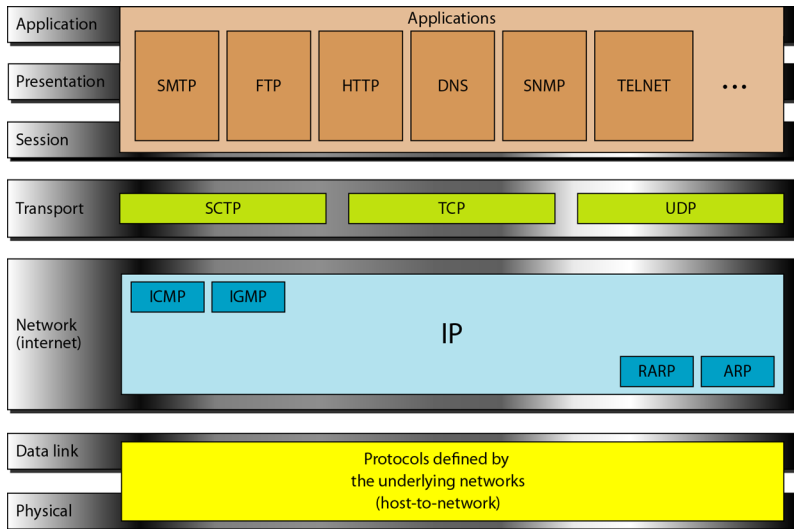 Application
Applications
Presentation
SMTP
FTP
HTTP
DNS
SNMP
TELNET
...
Session
Transport
SCTP
TCP
UDP
Network
(internet)
ICMP
IGMP
IP
RARP
ARP
Data link
Protocols defined by
the underlying networks
(host-to-network)
Physical